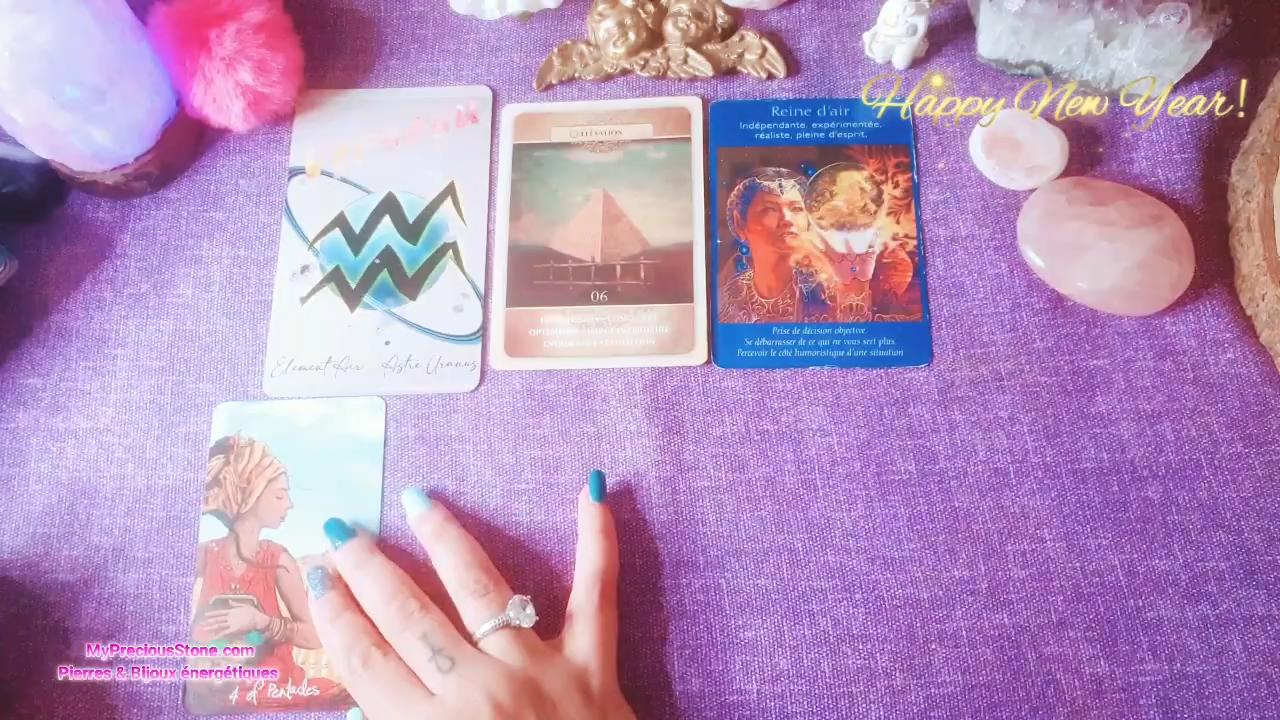 Happy New Year!
ÉLÉVATION
06
Reine d'air
Indépendante, expérimentée,
réaliste, pleine d'esprit.
Prise de décision objective
Se débarrasser de ce qui ne vous sert plus
Percevoir le côté humoristique d'une situation
Element Air Astre Uranus
4 of Pentacles
MyPreciousStone.com
Pierres & Bijoux énergétiques